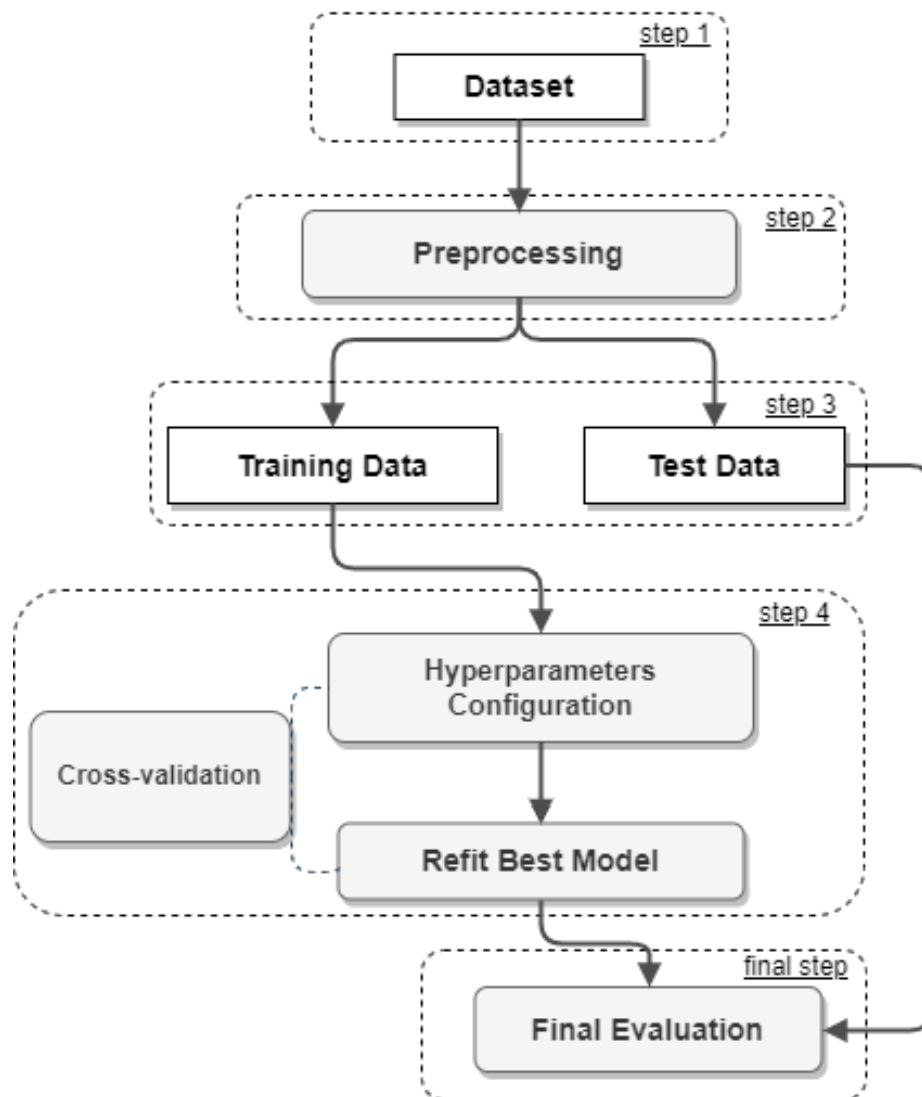 step 1
Dataset
step 2
Preprocessing
step 3
Training Data
Test Data
step 4
Hyperparameters
Configuration
Cross-validation
Refit Best Model
final step
Final Evaluation